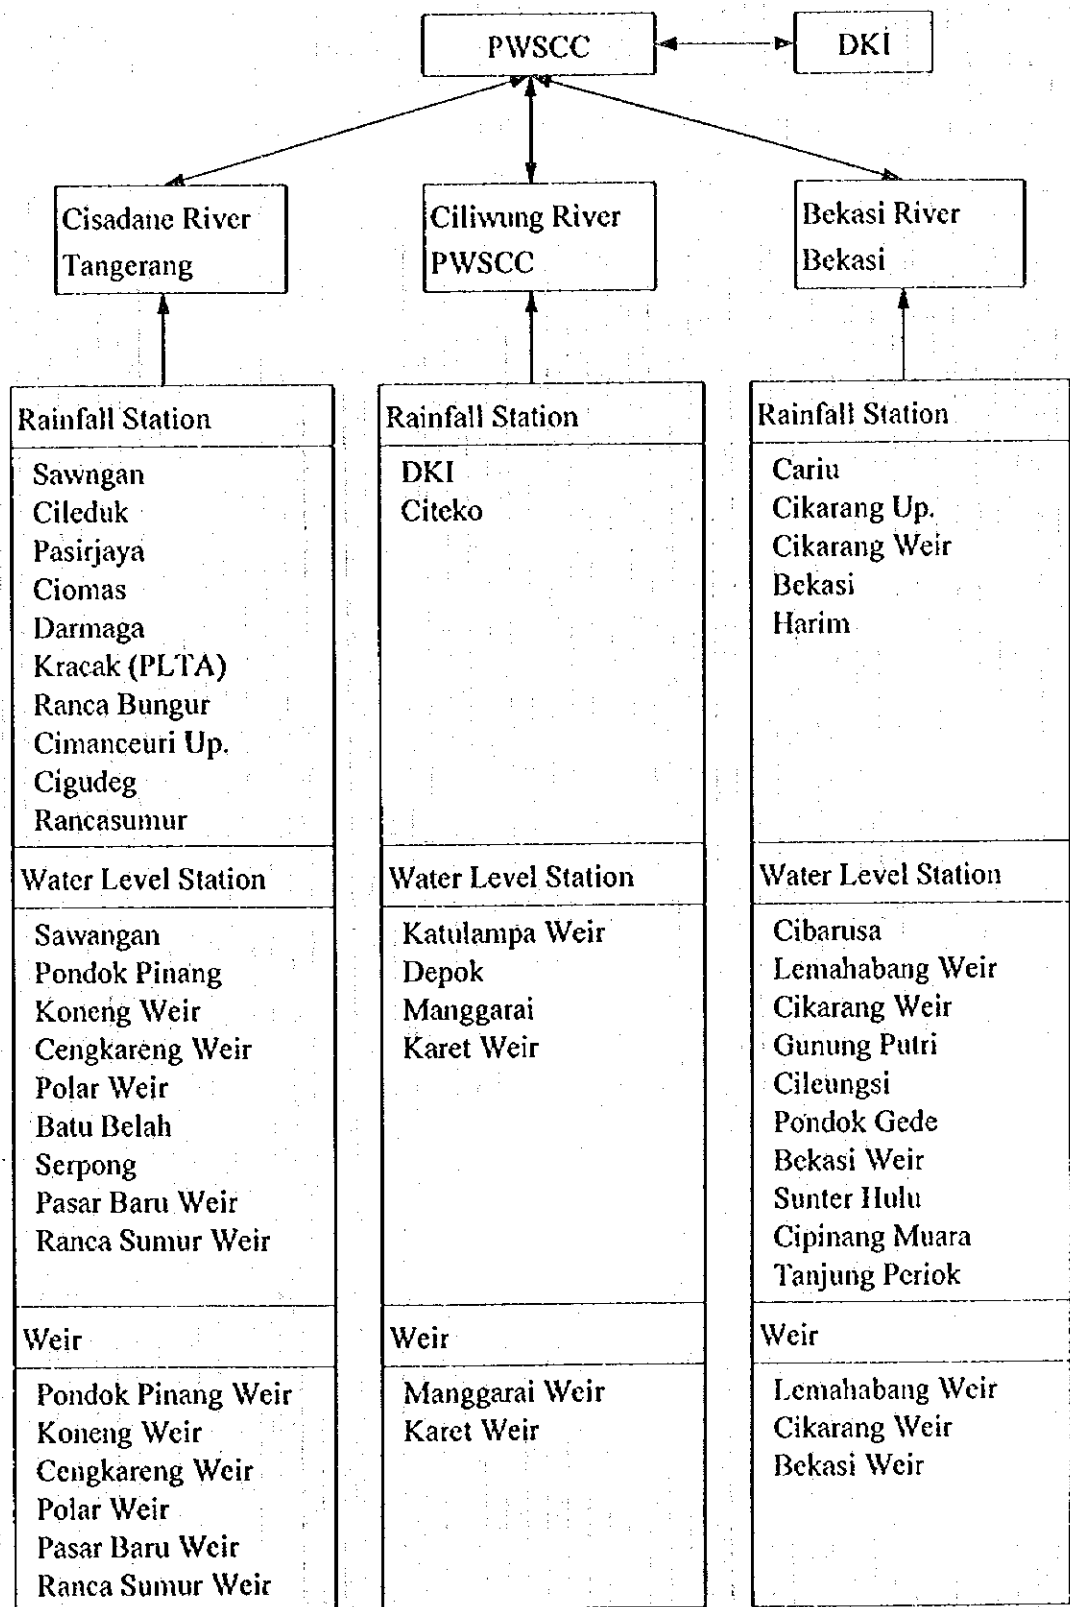 PWSCC
DKI
Cisadane River
Tangerang
Ciliwung River
PWSCC
Bekasi River
Bekasi
Rainfall Station
Sawngan
Cileduk
Pasirjaya
Ciomas
Darmaga
Kracak (PLTA)
Ranca Bungur
Cimanceuri Up.
Cigudeg
Rancasumur
Water Level Station
Sawangan
Pondok Pinang
Koneng Weir
Cengkareng Weir
Polar Weir
Batu Belah
Serpong
Pasar Baru Weir
Ranca Sumur Weir
Weir
Pondok Pinang Weir
Koneng Weir
Cengkareng Weir
Polar Weir
Pasar Baru Weir
Ranca Sumur Weir
Rainfall Station
DKI
Citeko
Water Level Station
Katulampa Weir
Depok
Manggarai
Karet Weir
Weir
Manggarai Weir
Karet Weir
Rainfall Station
Cariu
Cikarang Up.
Cikarang Weir
Bekasi
Harim
Water Level Station
Cibarusa
Lemahabang Weir
Cikarang Weir
Gunung Putri
Cileungsi
Pondok Gede
Bekasi Weir
Sunter Hulu
Cipinang Muara
Tanjung Periok
Weir
Lemahabang Weir
Cikarang Weir
Bekasi Weir